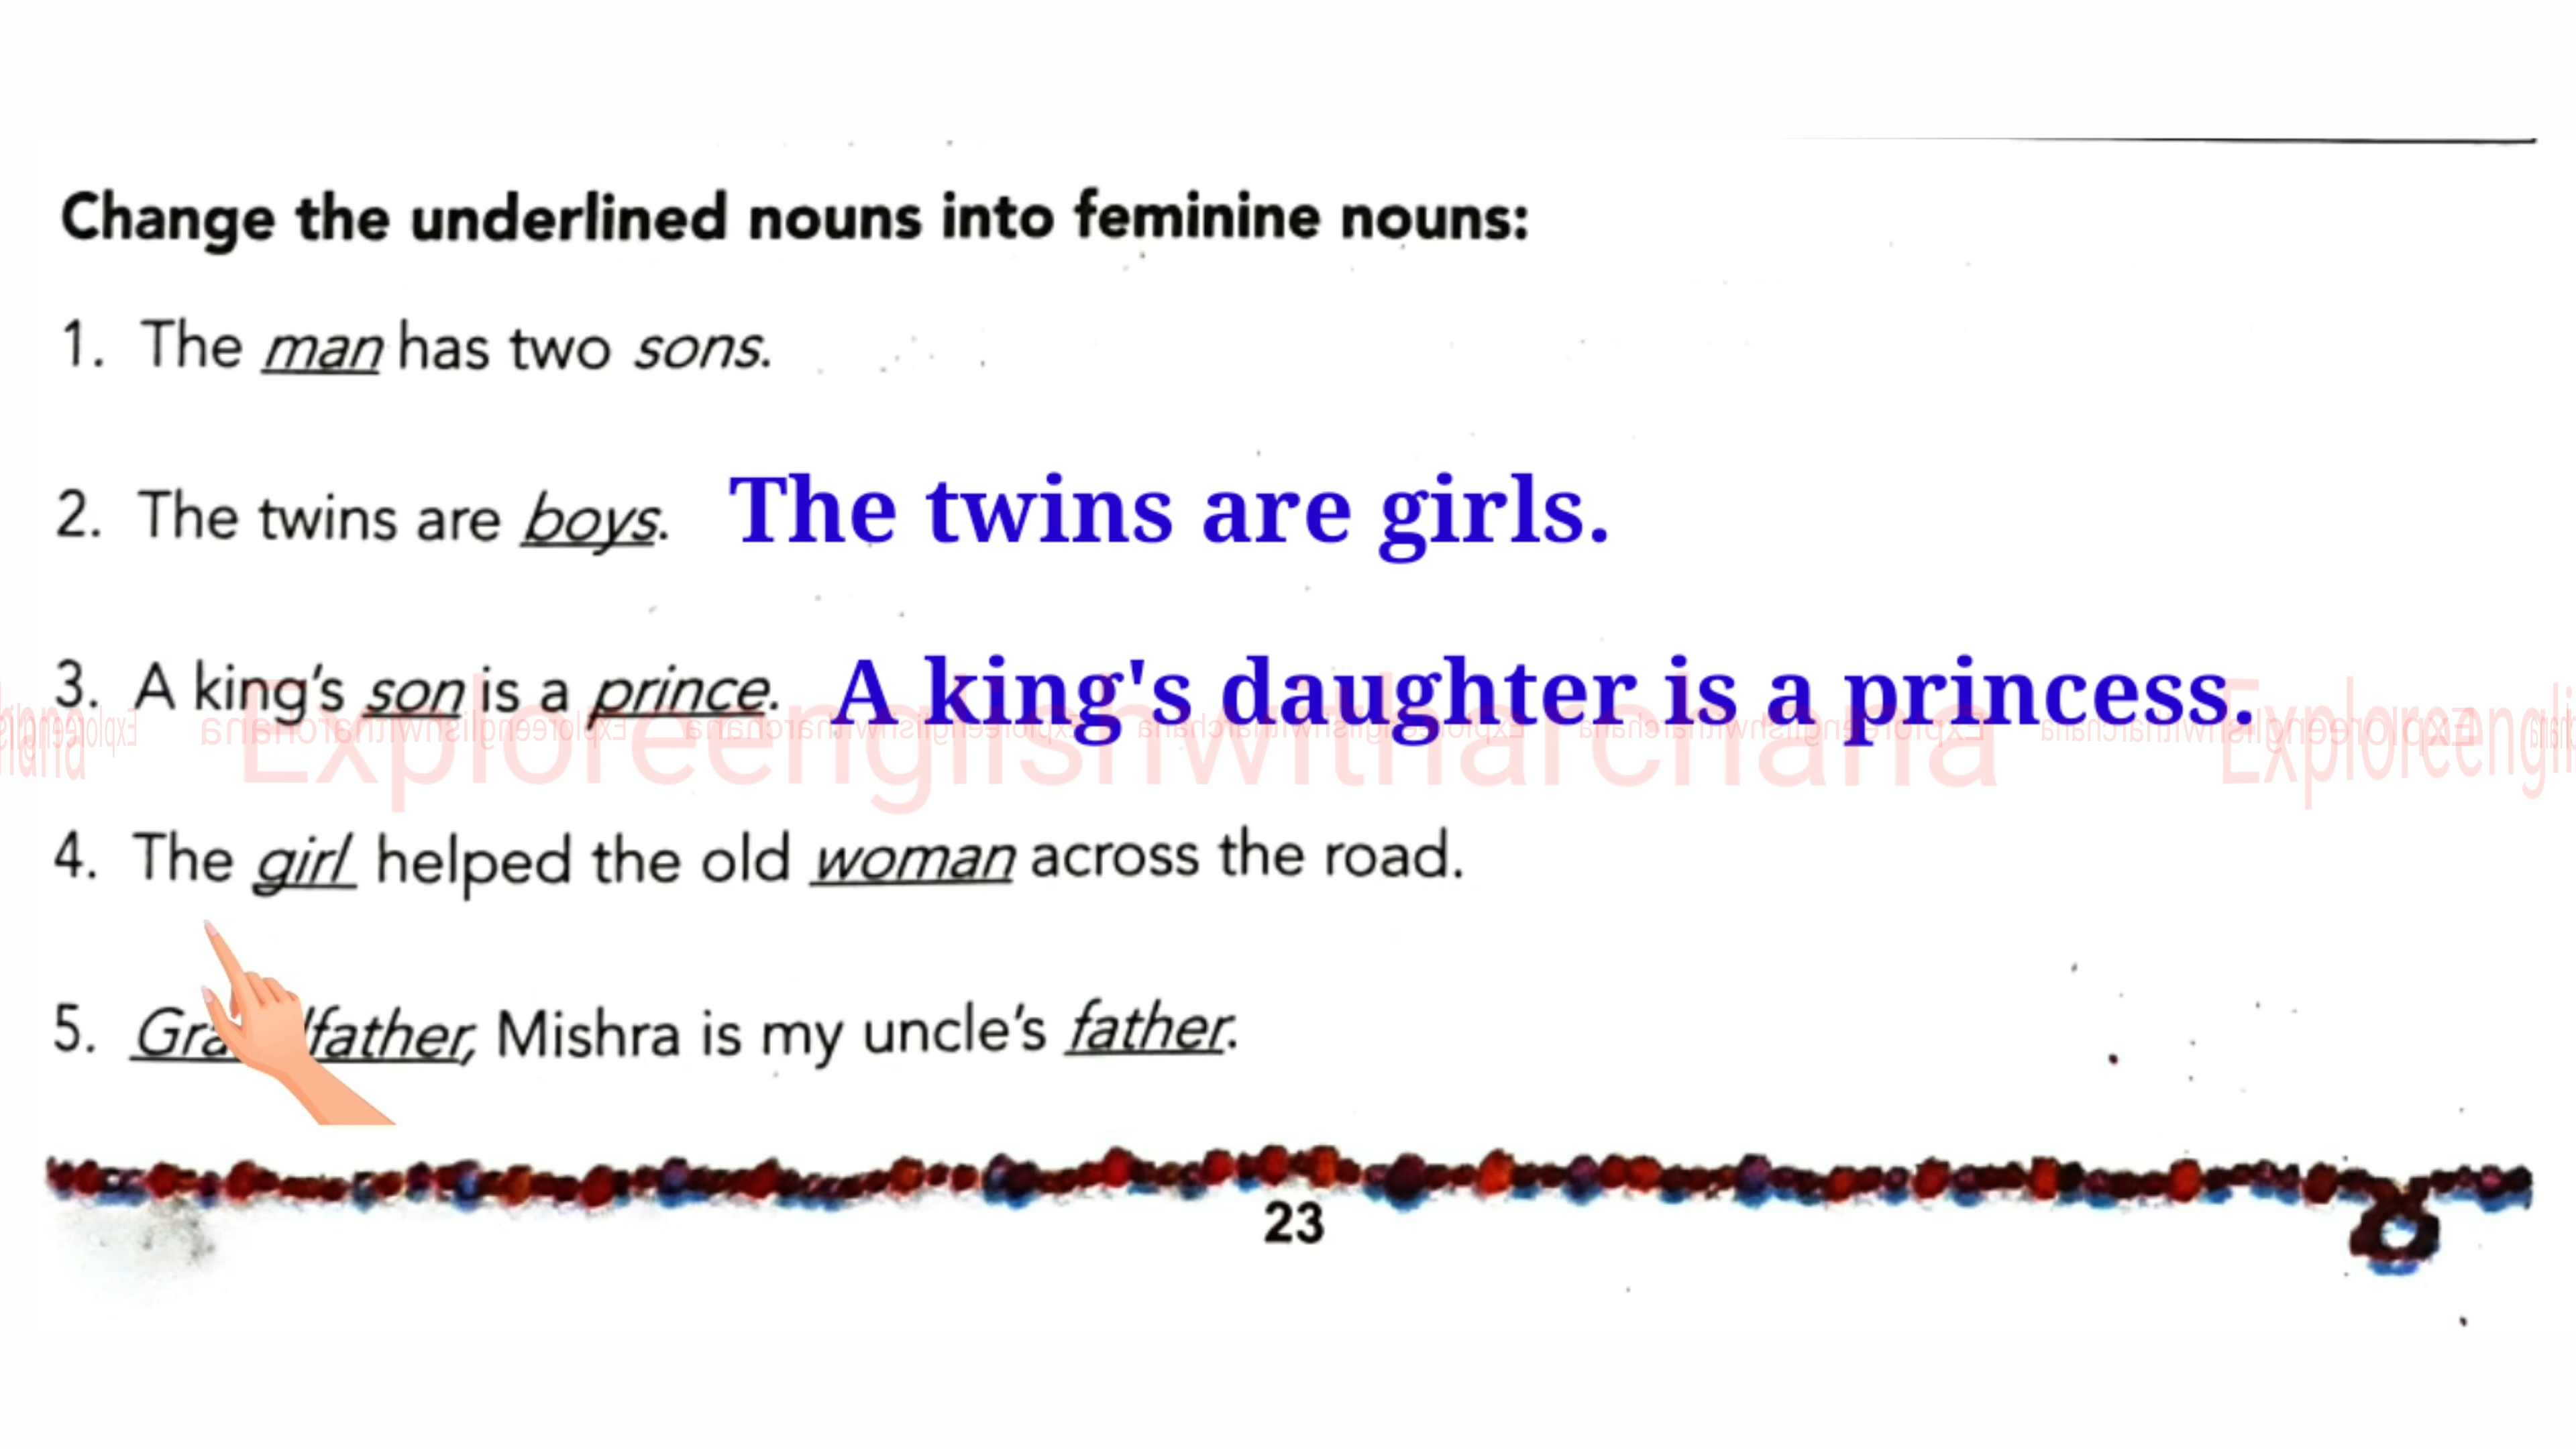 Change the underlined nouns into feminine nouns:
1. The man has two sons.
2. The twins are boys. The twins are girls.
3. A king's son is a prince. A king's daughter is a princess.
Exploreenglishwitharchana
4. The girl helped the old woman across the road.
5. Grandfather, Mishra is my uncle's father.
23